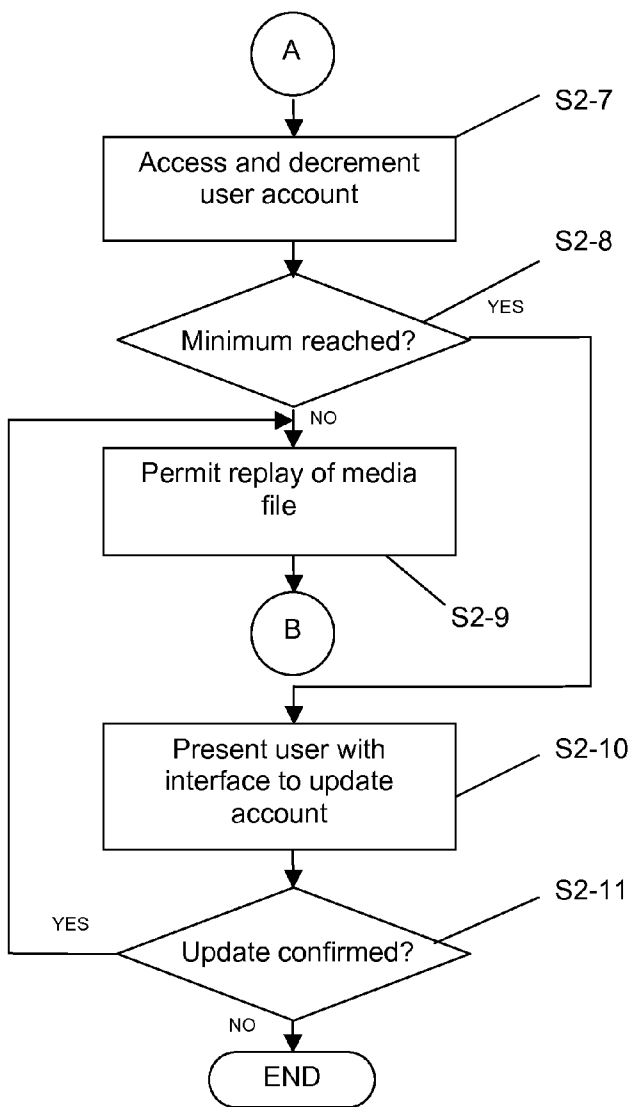 A
S2-7
Access and decrement
user account
S2-8
YES
Minimum reached?
NO
Permit replay of media
file
S2-9
B
Present user with
interface to update
account
S2-10
S2-11
YES
Update confirmed?
NO
END